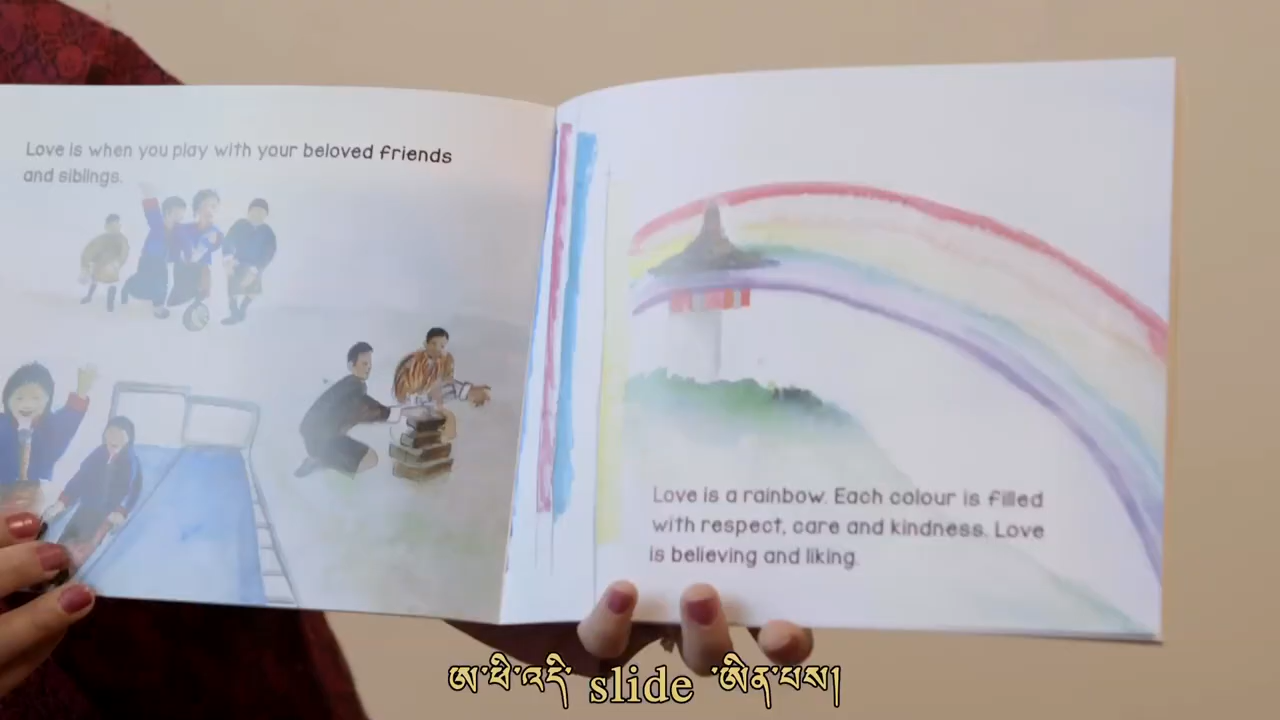 Love is when you play with your beloved friends
and siblings.
Love is a rainbow. Each colour is filled
with respect, care and kindness. Love
is believing and liking.
ཨ་ཕི་འདི་ slide ཨིན་པས།